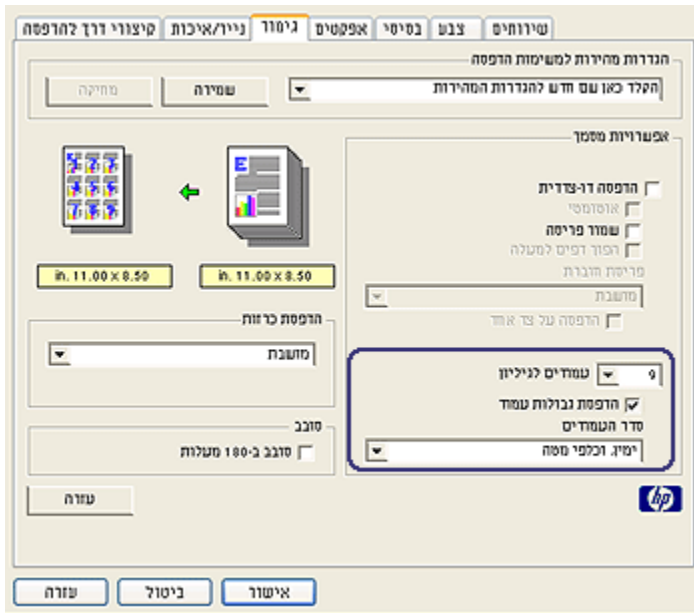 שירותים צבע בסיסי אפקטים גימור נייר/איכות קיצורי דרך להדפסה
הגדרות מהירות למשימות הדפסה
הקלד כאן שם חדש להגדרות המהירות שמירה מחיקה
אפשרויות מסמך
הדפסה דו-צדדית
אוטומטי
שמור פריסה
הפוך דפים למעלה
פריסת חוברת
מושבת
הדפסה על צד אחד
9 עמודים לגיליון
הדפסת גבולות עמוד
סדר העמודים
ימין, וכלפי מטה
E
in. 11.00 x 8.50
in. 11.00 x 8.50
הדפסת כרזות
מושבת
סובב
סובב ב-180 מעלות
עזרה
hp
אישור ביטול עזרה